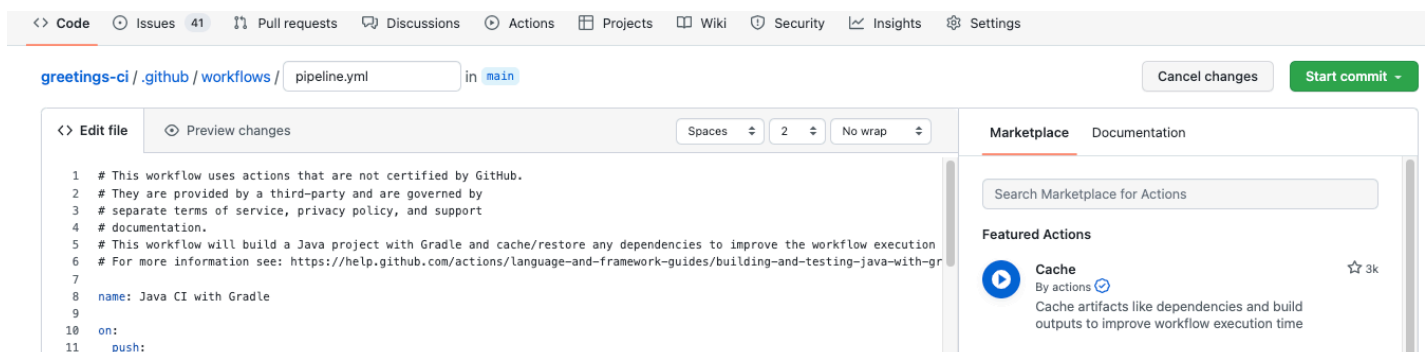 <> Code Issues 41 Pull requests Discussions Actions Projects Wiki Security Insights Settings
greetings-ci / .github / workflows / pipeline.yml in main Cancel changes Start commit
<> Edit file Preview changes Spaces 2 No wrap
1 # This workflow uses actions that are not certified by GitHub.
2 # They are provided by a third-party and are governed by
3 # separate terms of service, privacy policy, and support
4 # documentation.
5 # This workflow will build a Java project with Gradle and cache/restore any dependencies to improve the workflow execution
6 # For more information see: https://help.github.com/actions/language-and-framework-guides/building-and-testing-java-with-gr
7
8 name: Java CI with Gradle
9
10 on:
11 push:
Marketplace Documentation
Search Marketplace for Actions
Featured Actions
Cache 3k
By actions
Cache artifacts like dependencies and build
outputs to improve workflow execution time